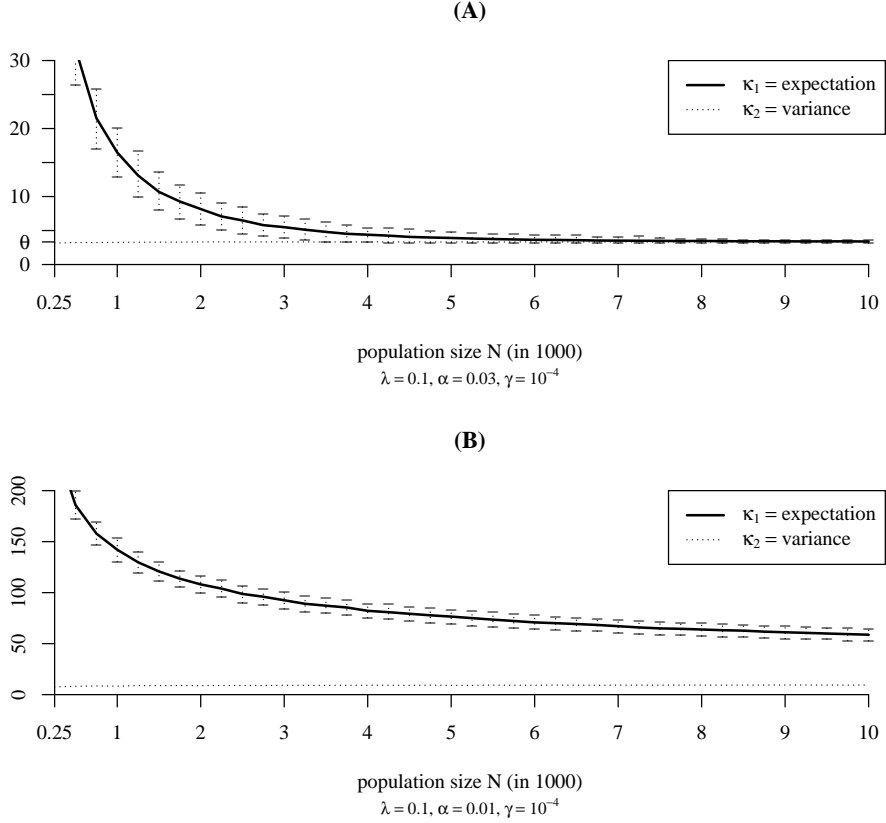 (A)
30
20
10
θ
0
κ1 = expectation
κ2 = variance
0.25 1 2 3 4 5 6 7 8 9 10
population size N (in 1000)
λ = 0.1, α = 0.03, γ = 10⁻⁴
(B)
200
150
100
50
0
κ1 = expectation
κ2 = variance
0.25 1 2 3 4 5 6 7 8 9 10
population size N (in 1000)
λ = 0.1, α = 0.01, γ = 10⁻⁴